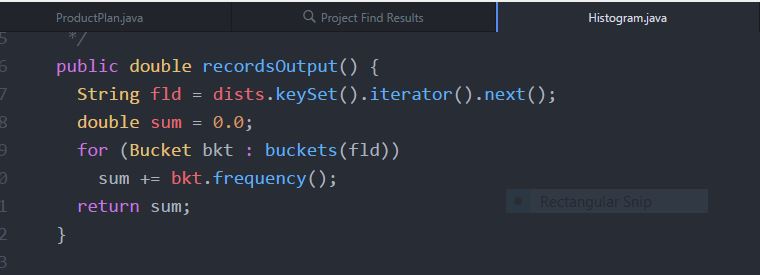 ProductPlan.java Project Find Results Histogram.java
5 */
6 public double recordsOutput() {
7 String fld = dists.keySet().iterator().next();
8 double sum = 0.0;
9 for (Bucket bkt : buckets(fld))
0 sum += bkt.frequency();
1 return sum;
Rectangular Snip
2 }
3